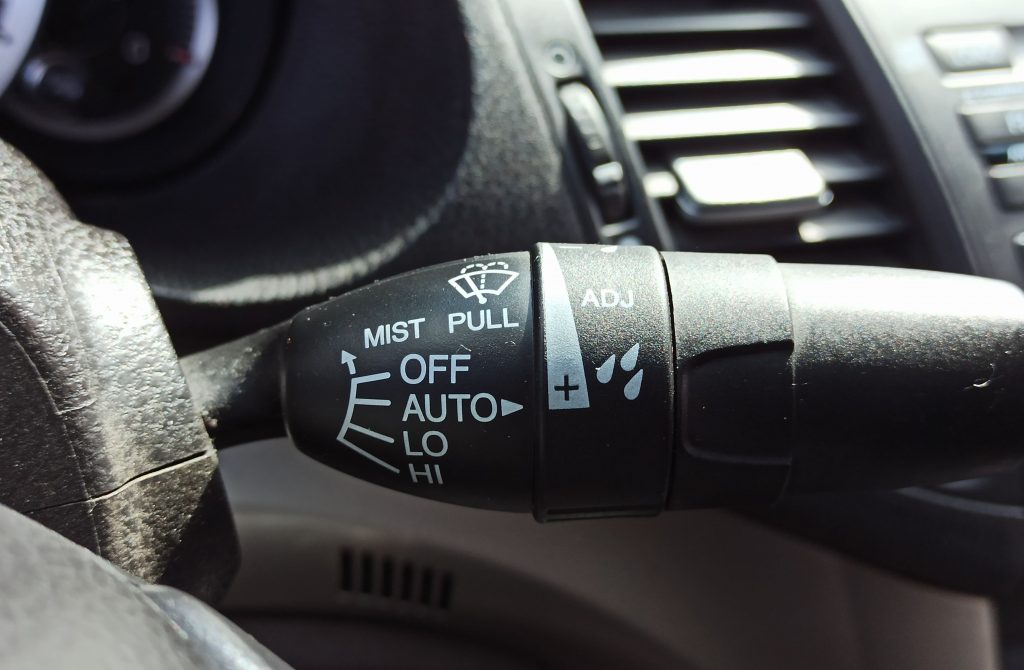 MIST PULL
ADJ
OFF
AUTO
LO
HI
+